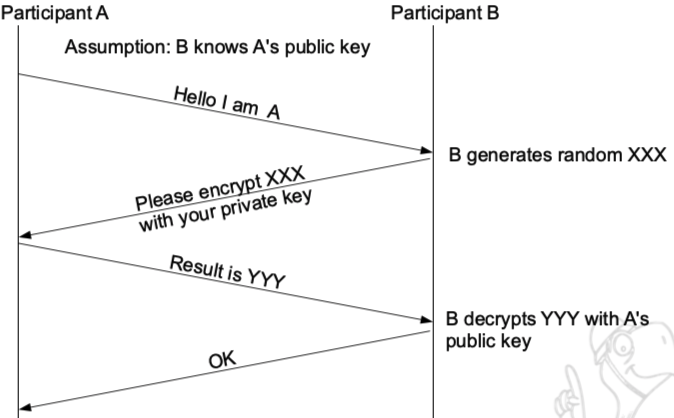 Participant A
Participant B
Assumption: B knows A's public key
Hello I am A
B generates random XXX
Please encrypt XXX
with your private key
Result is YYY
B decrypts YYY with A's
public key
OK